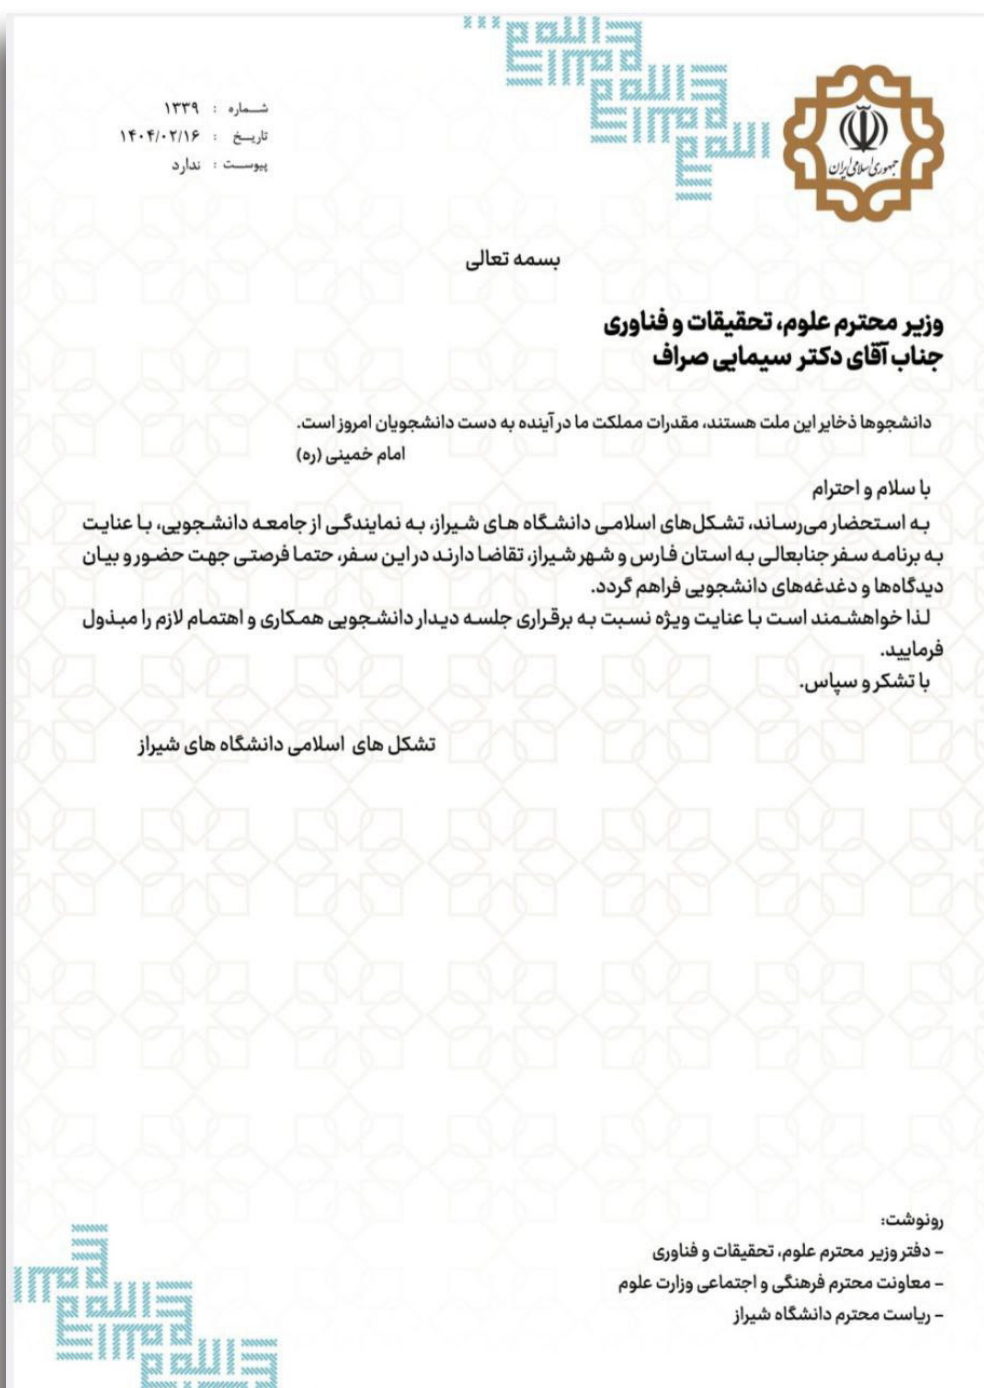 شماره : ۱۳۳۹
تاریخ : ۱۴۰۴/۰۲/۱۶
پیوست : ندارد
جمهوری اسلامی ایران
بسمه تعالی
وزیر محترم علوم، تحقیقات و فناوری
جناب آقای دکتر سیمایی صراف
دانشجوها ذخایر این ملت هستند، مقدرات مملکت ما در آینده به دست دانشجویان امروز است.
امام خمینی (ره)
با سلام و احترام
به استحضار می‌رساند، تشکل‌های اسلامی دانشگاه های شیراز، به نمایندگی از جامعه دانشجویی، با عنایت
به برنامه سفر جنابعالی به استان فارس و شهر شیراز، تقاضا دارند در این سفر، حتما فرصتی جهت حضور و بیان
دیدگاه‌ها و دغدغه‌های دانشجویی فراهم گردد.
لذا خواهشمند است با عنایت ویژه نسبت به برقراری جلسه دیدار دانشجویی همکاری و اهتمام لازم را مبذول
فرمایید.
با تشکر و سپاس.
تشکل های اسلامی دانشگاه های شیراز
رونوشت:
- دفتر وزیر محترم علوم، تحقیقات و فناوری
- معاونت محترم فرهنگی و اجتماعی وزارت علوم
- ریاست محترم دانشگاه شیراز